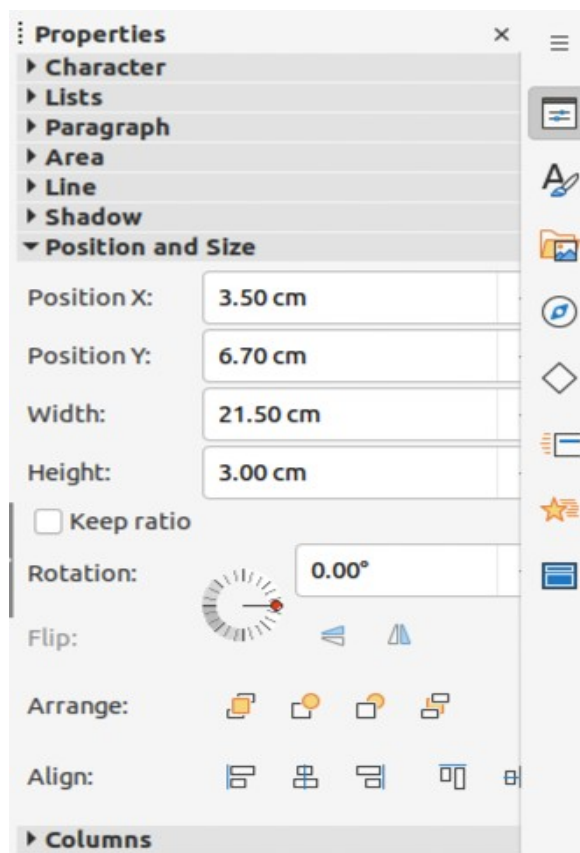 Properties
Character
Lists
Paragraph
Area
Line
Shadow
Position and Size
Position X: 3.50 cm
Position Y: 6.70 cm
Width: 21.50 cm
Height: 3.00 cm
Keep ratio
Rotation: 0.00°
Flip:
Arrange:
Align:
Columns